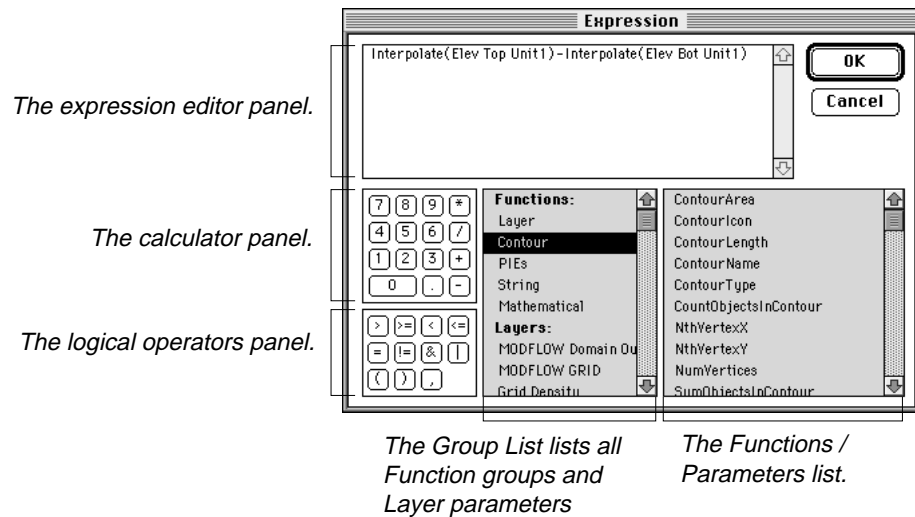 Expression
Interpolate(Elev Top Unit1)-Interpolate(Elev Bot Unit1)
OK
Cancel
The expression editor panel.
The calculator panel.
7 8 9 *
4 5 6 /
1 2 3 +
0 . -
The logical operators panel.
> >= < <=
= != & |
( ) ,
Functions:
Layer
Contour
PIEs
String
Mathematical
Layers:
MODFLOW Domain Ou
MODFLOW GRID
Grid Density
ContourArea
ContourIcon
ContourLength
ContourName
ContourType
CountObjectsInContour
NthVertexX
NthVertexY
NumVertices
SumObjectsInContour
The Group List lists all
Function groups and
Layer parameters
The Functions /
Parameters list.